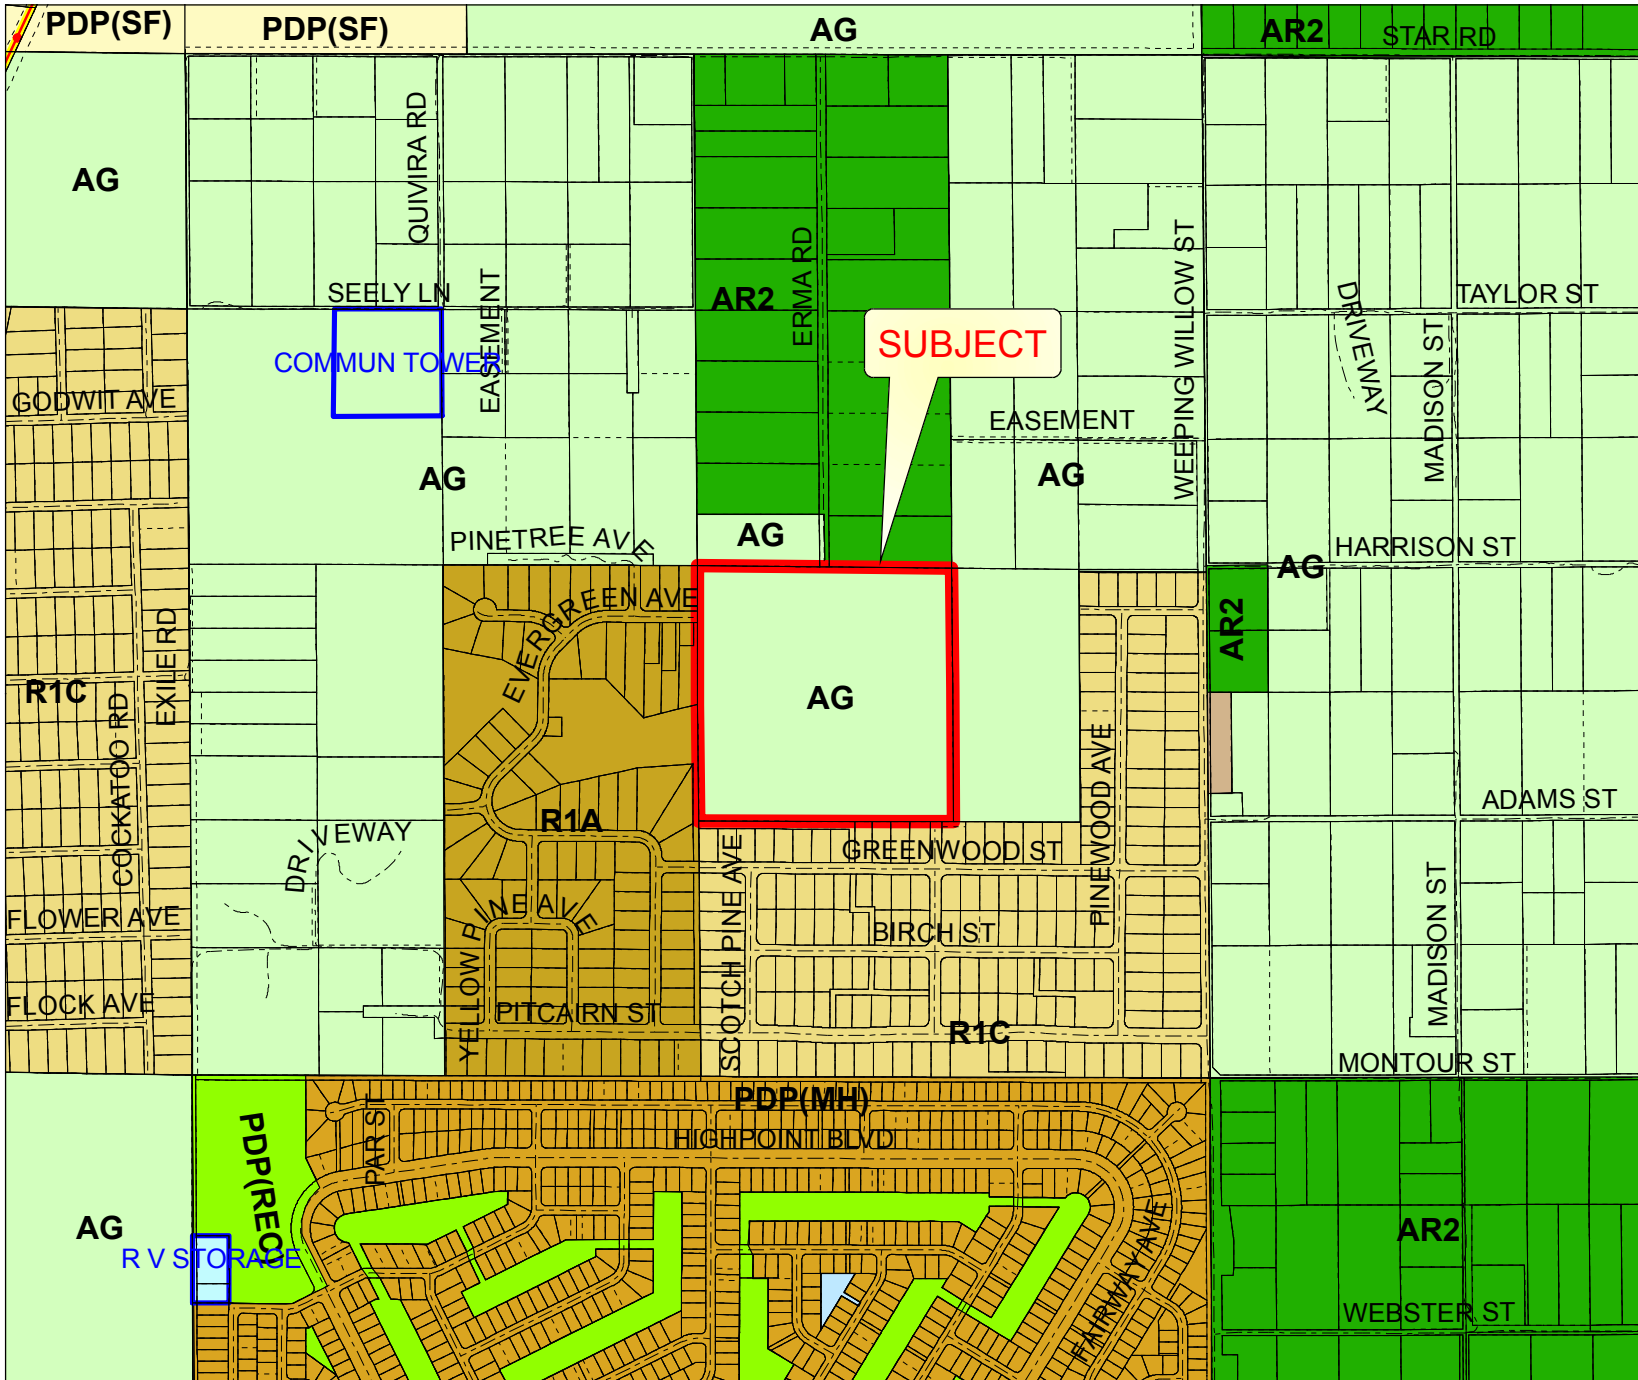 PDP(SF)
PDP(SF)
AG
AR2
STAR RD
AG
QUIVIRA RD
SEELY LN
EASEMENT
COMMUN TOWER
AR2
ERMA RD
SUBJECT
WEEPING WILLOW ST
DRIVEWAY
TAYLOR ST
MADISON ST
GODWIT AVE
EASEMENT
AG
AG
PINETREE AVE
AG
HARRISON ST
AG
EVERGREEN AVE
AR2
EXILE RD
R1C
COCKATOO RD
AG
PINEWOOD AVE
ADAMS ST
R1A
DRIVEWAY
GREENWOOD ST
SCOTCH PINE AVE
FLOWER AVE
YELLOW PINE AVE
BIRCH ST
MADISON ST
FLOCK AVE
PITCAIRN ST
R1C
MONTOUR ST
PDP(MH)
PAR ST
HIGHPOINT BLVD
PDP(REC)
AG
R V STORAGE
FAIRWAY AVE
AR2
WEBSTER ST